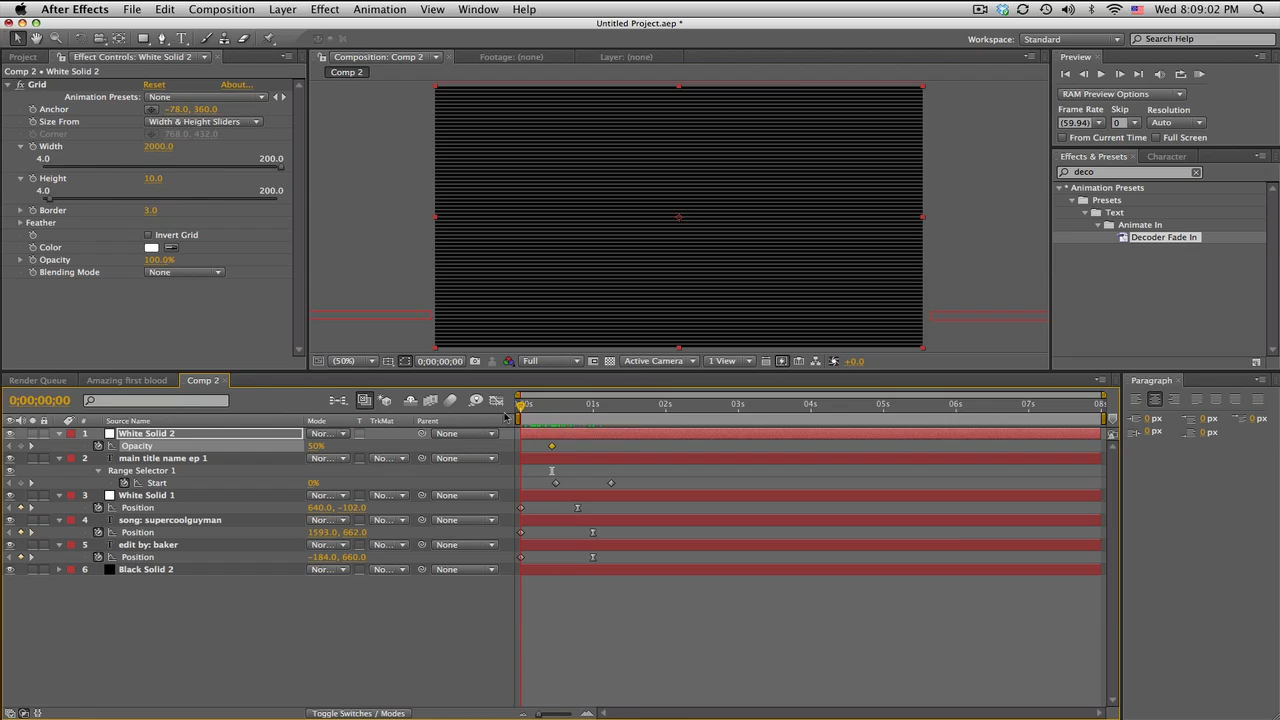 After Effects File Edit Composition Layer Effect Animation View Window Help Wed 8:09:02 PM
Untitled Project.aep *
Workspace: Standard Search Help
Project Effect Controls: White Solid 2 Composition: Comp 2 Footage: (none) Layer: (none) Preview
Comp 2 • White Solid 2 Comp 2
Grid Reset About...
Animation Presets: None RAM Preview Options
Anchor -78.0, 360.0 Frame Rate Skip Resolution
Size From Width & Height Sliders (59.94) 0 Auto
Corner 768.0, 432.0 From Current Time Full Screen
Width 2000.0
4.0 200.0 Effects & Presets Character
Height 10.0 deco
4.0 200.0 * Animation Presets
Presets
Border 3.0 Text
Feather Animate In
Invert Grid Decoder Fade In
Color
Opacity 100.0%
Blending Mode None
(50%) 0;00;00;00 Full Active Camera 1 View +0.0
Render Queue Amazing first blood Comp 2 Paragraph
0;00;00;00 :00s 01s 02s 03s 04s 05s 06s 07s 08s
# Source Name Mode T TrkMat Parent 0 px 0 px 0 px
0 px 0 px
1 White Solid 2 Nor... None
Opacity 50%
2 main title name ep 1 Nor... No... None
Range Selector 1
Start 0%
3 White Solid 1 Nor... No... None
Position 640.0, -102.0
4 song: supercoolguyman Nor... No... None
Position 1593.0, 662.0
5 edit by: baker Nor... No... None
Position -184.0, 660.0
6 Black Solid 2 Nor... No... None
Toggle Switches / Modes